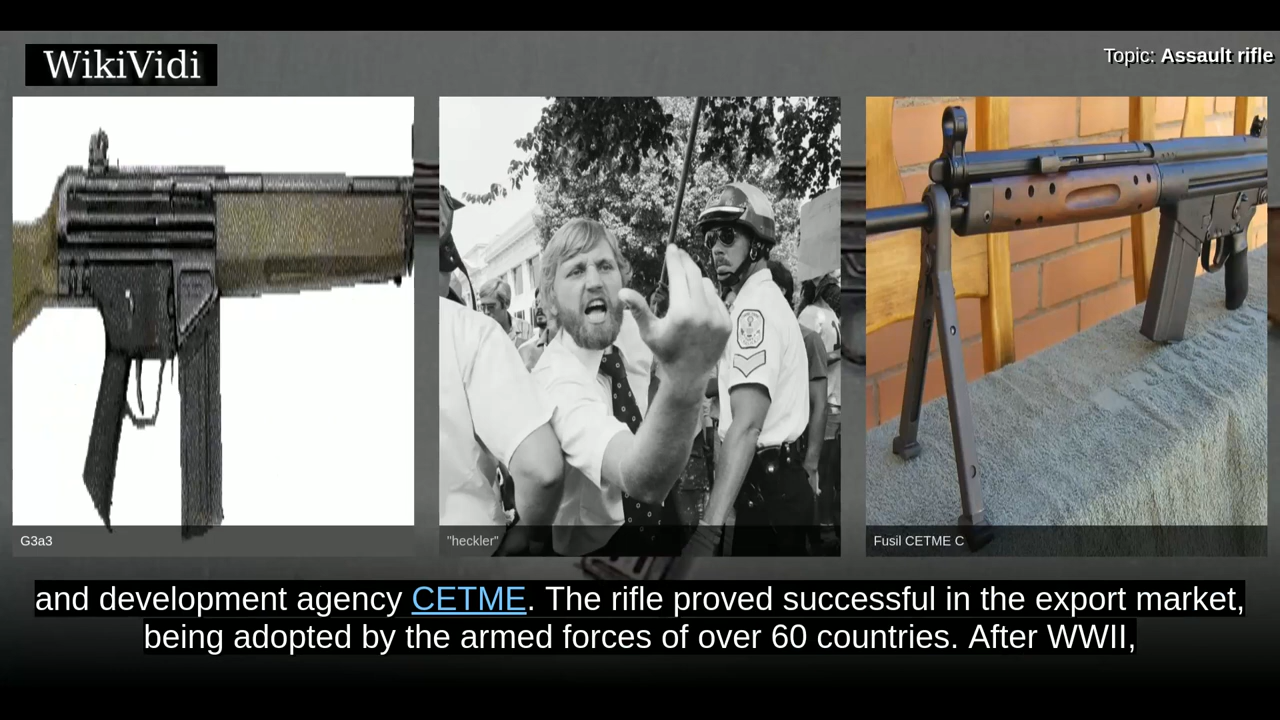 WikiVidi
Topic: Assault rifle
G3a3
"heckler"
Fusil CETME C
and development agency CETME. The rifle proved successful in the export market,
being adopted by the armed forces of over 60 countries. After WWII,